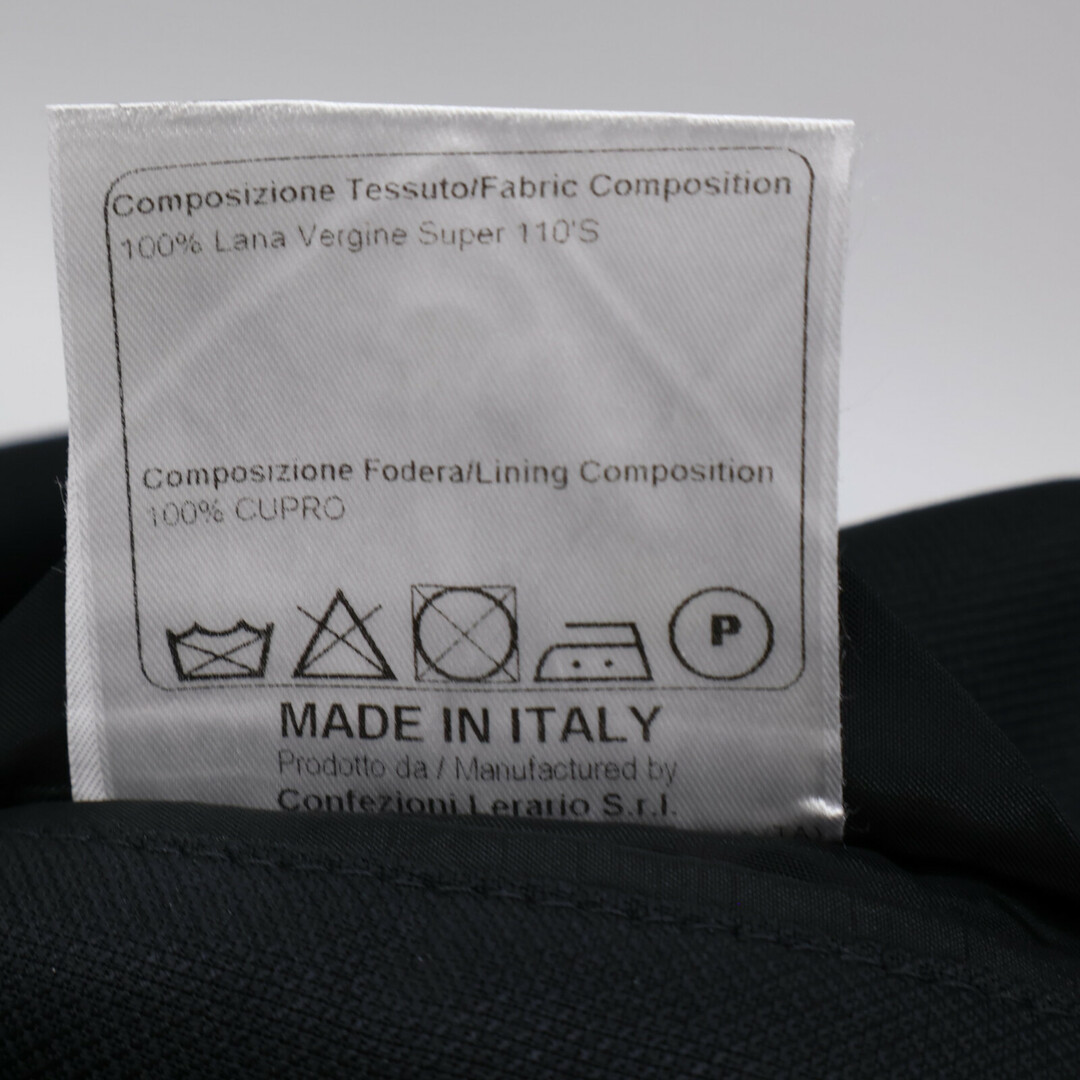 Composizione Tessuto/Fabric Composition
100% Lana Vergine Super 110'S
Composizione Fodera/Lining Composition
100% CUPRO
P
MADE IN ITALY
Prodotto da / Manufactured by
Confezioni Lerario S.r.l.